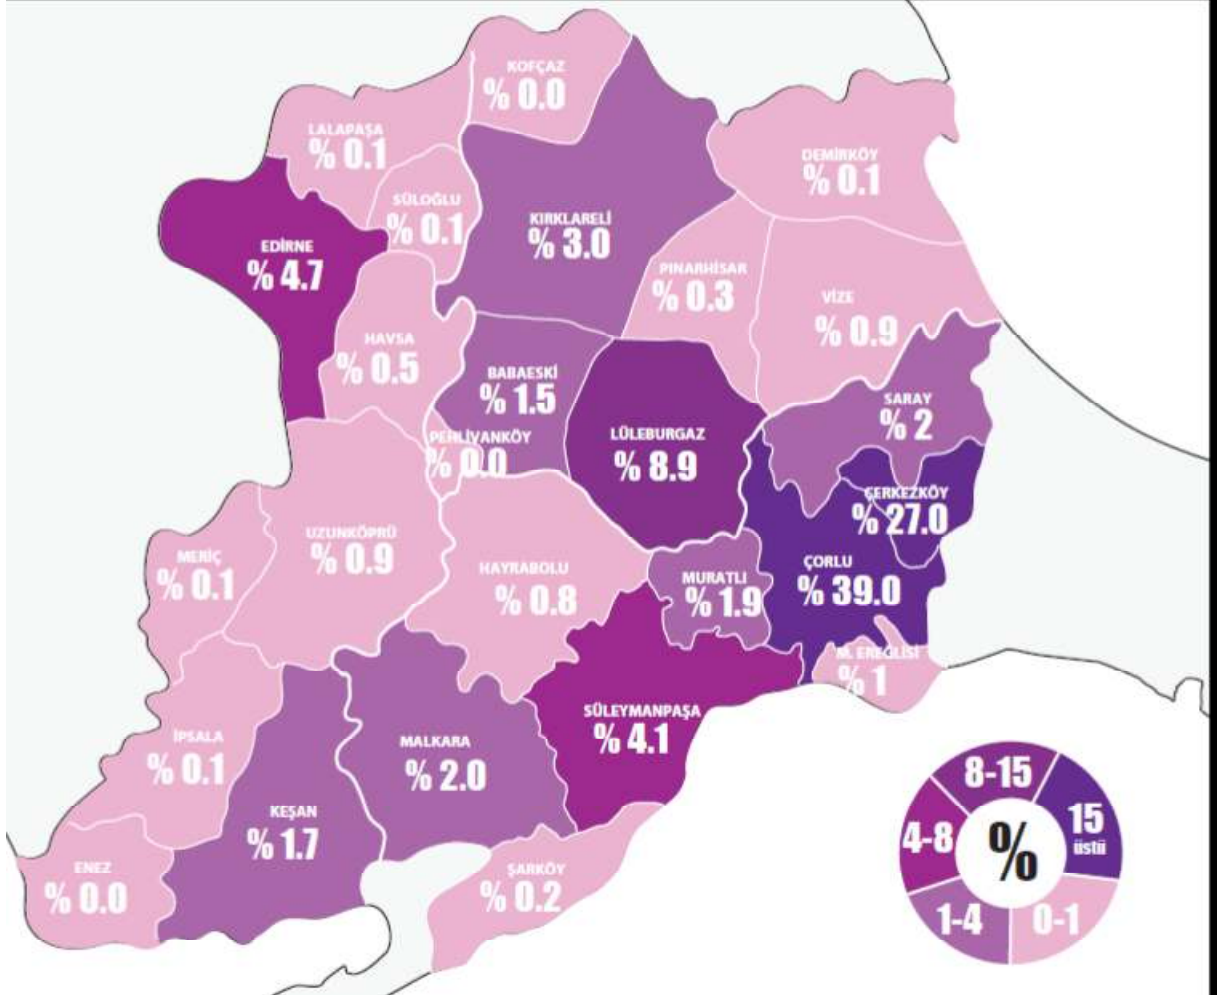 KOFÇAZ
% 0.0
LALAPAŞA
% 0.1
DEMİRKÖY
% 0.1
SÜLOĞLU
% 0.1
KIRKLARELİ
% 3.0
EDİRNE
% 4.7
PINARHİSAR
% 0.3
VİZE
% 0.9
HAVSA
% 0.5
BABAESKİ
% 1.5
SARAY
% 2
PEHLİVANKÖY
% 0.0
LÜLEBURGAZ
% 8.9
ÇERKEZKÖY
% 27.0
UZUNKÖPRÜ
% 0.9
MERİÇ
% 0.1
HAYRABOLU
% 0.8
MURATLI
% 1.9
ÇORLU
% 39.0
M. EREĞLİSİ
% 1
SÜLEYMANPAŞA
% 4.1
İPSALA
% 0.1
MALKARA
% 2.0
KEŞAN
% 1.7
ENEZ
% 0.0
ŞARKÖY
% 0.2
8-15
15
üstü
4-8
%
1-4
0-1